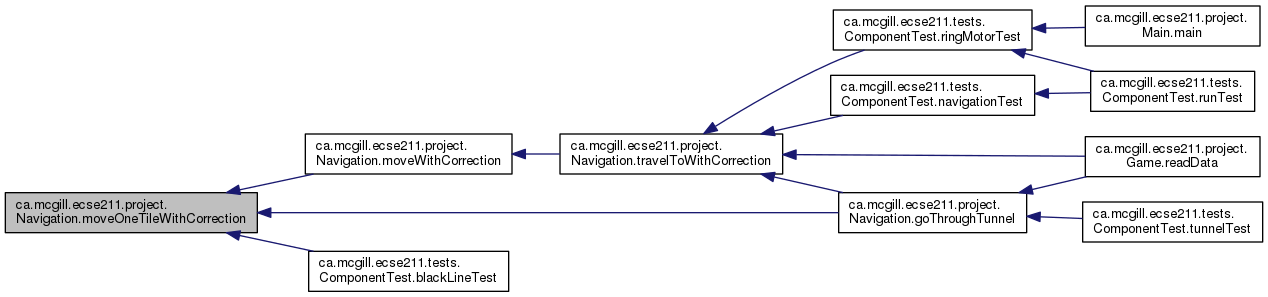 ca.mcgill.ecse211.project.
Navigation.moveOneTileWithCorrection
ca.mcgill.ecse211.project.
Navigation.moveWithCorrection
ca.mcgill.ecse211.tests.
ComponentTest.blackLineTest
ca.mcgill.ecse211.project.
Navigation.travelToWithCorrection
ca.mcgill.ecse211.tests.
ComponentTest.ringMotorTest
ca.mcgill.ecse211.tests.
ComponentTest.navigationTest
ca.mcgill.ecse211.project.
Navigation.goThroughTunnel
ca.mcgill.ecse211.project.
Main.main
ca.mcgill.ecse211.tests.
ComponentTest.runTest
ca.mcgill.ecse211.project.
Game.readData
ca.mcgill.ecse211.tests.
ComponentTest.tunnelTest